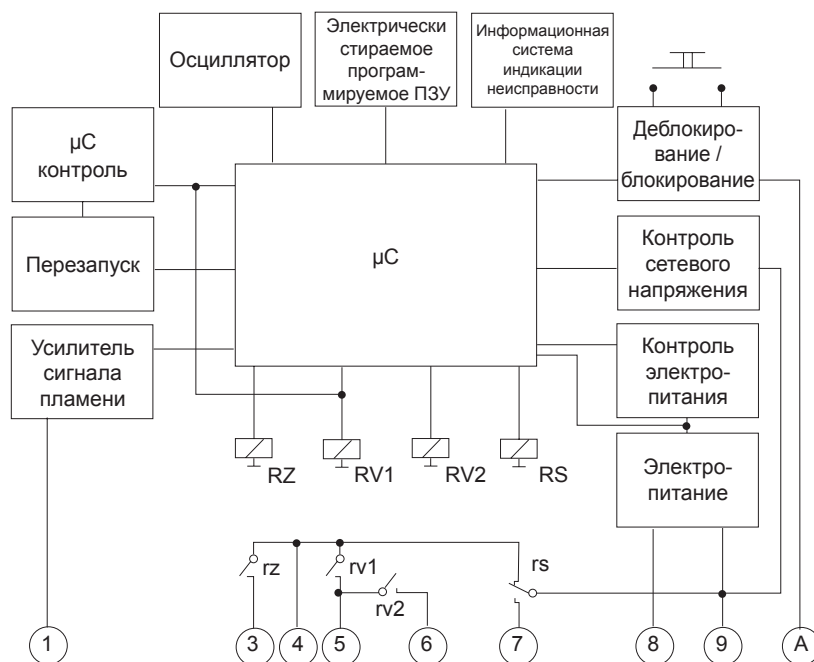 Осциллятор
Электрически
стираемое
програм-
мируемое ПЗУ
Информационная
система
индикации
неисправности
µC
контроль
Деблокиро-
вание /
блокирование
Перезапуск
µC
Контроль
сетевого
напряжения
Усилитель
сигнала
пламени
Контроль
электро-
питания
RZ
RV1
RV2
RS
Электро-
питание
rz
rv1
rv2
rs
1
3
4
5
6
7
8
9
A